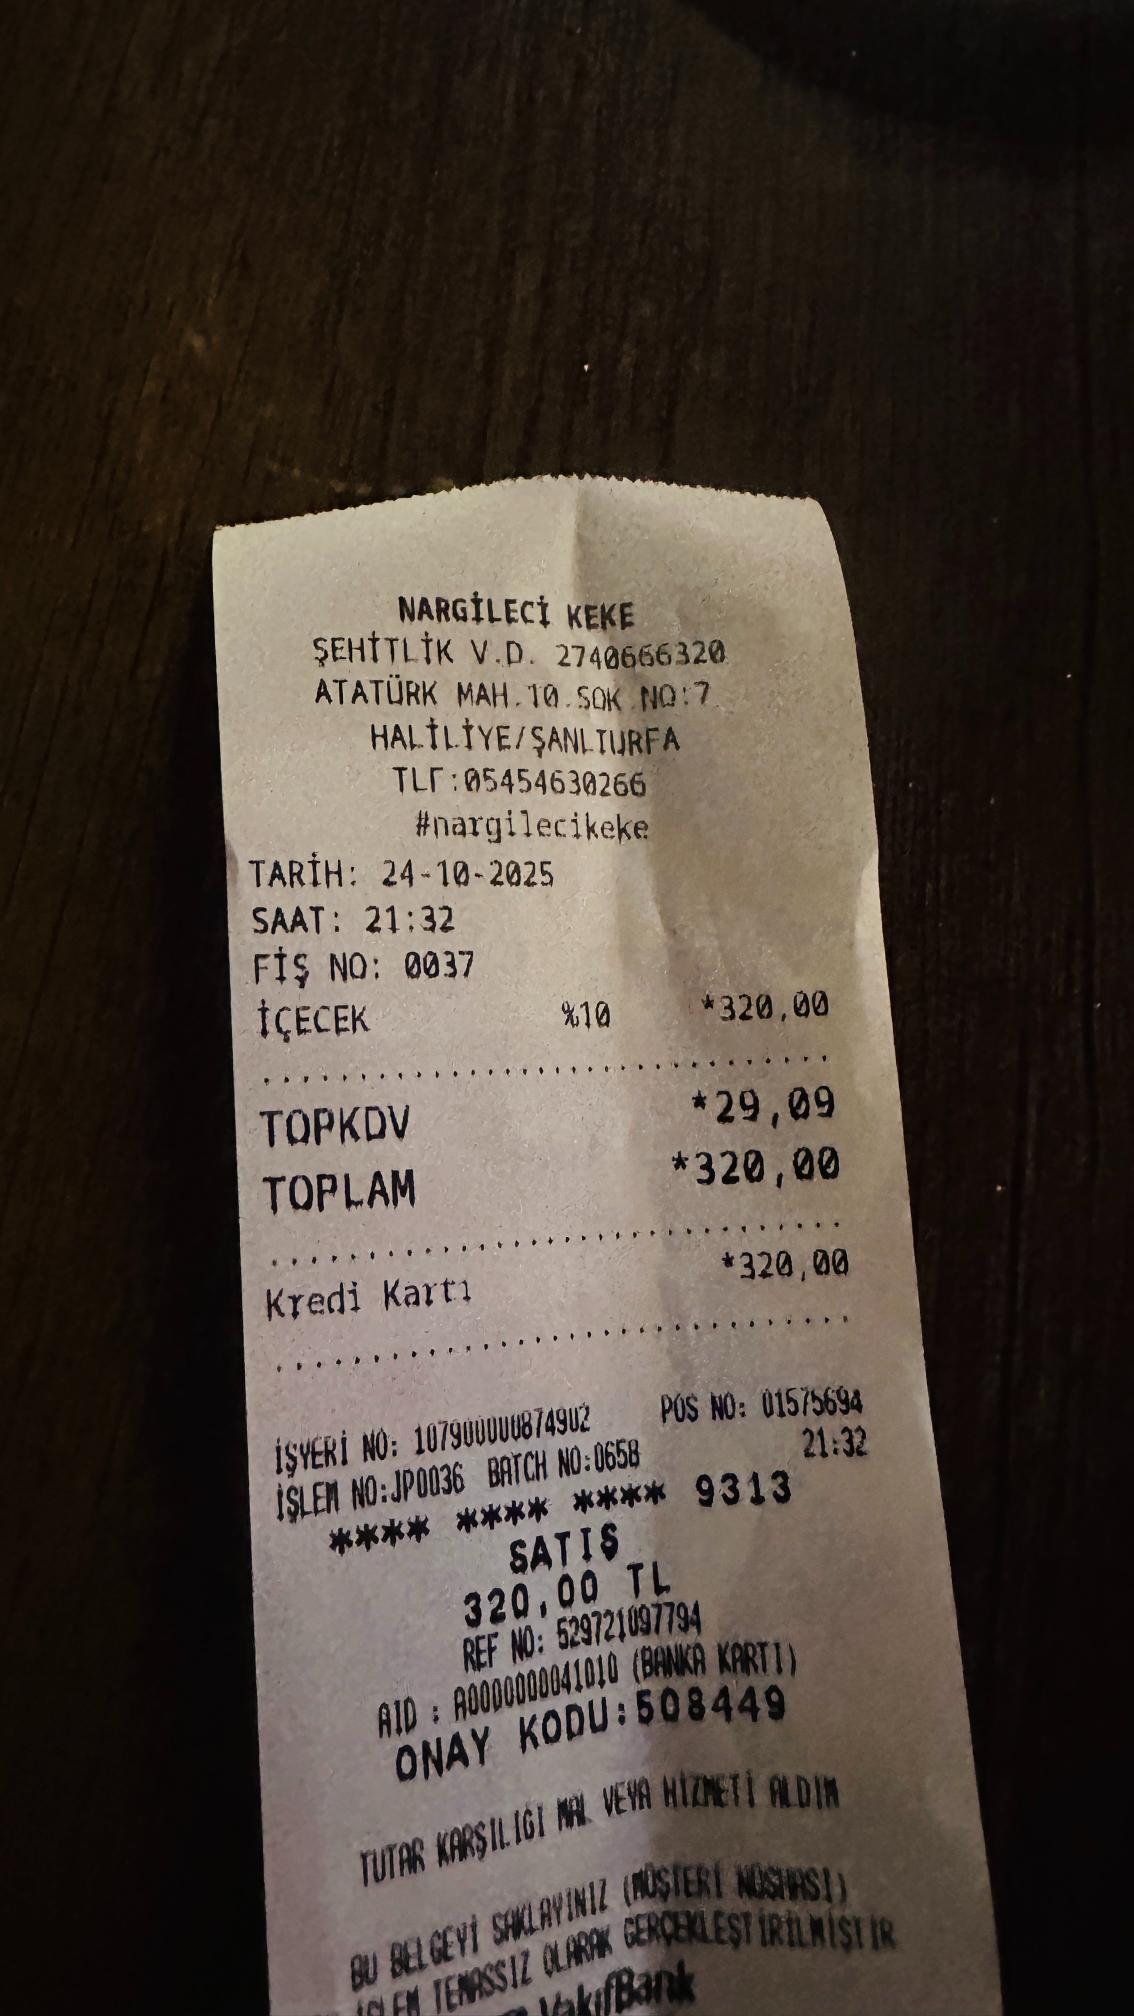 NARGİLECİ KEKE
ŞEHİTLİK V.D. 2740666320
ATATÜRK MAH.10.SOK NO:7
HALİLİYE/ŞANLIURFA
TLF:05454630266
#nargilecikeke
TARİH: 24-10-2025
SAAT: 21:32
FİŞ NO: 0037
İÇECEK %10 *320,00
TOPKDV *29,09
TOPLAM *320,00
Kredi Kartı *320,00
İŞYERİ NO: 107900000874902 POS NO: 01575694
İŞLEM NO:JP0036 BATCH NO:0658 21:32
**** **** **** 9313
SATIŞ
320,00 TL
REF NO: 529721097794
AID : A0000000041010 (BANKA KARTI)
ONAY KODU:508449
TUTAR KARŞILIGI MAL VEYA HİZMETİ ALDIM
BU BELGEYİ SAKLAYINIZ (MÜŞTERİ NÜSHASI)
İŞLEM TEMASSIZ OLARAK GERÇEKLEŞTİRİLMİŞTİR
VakıfBank